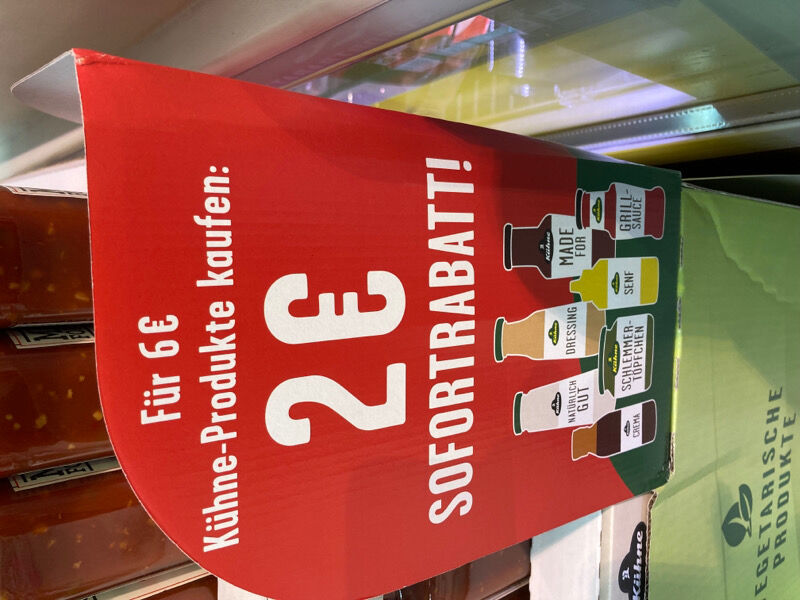 Für 6 €
Kühne-Produkte kaufen:
2 €
SOFORTRABATT!
Kühne
MADE
FOR
GRILL-
SAUCE
DRESSING
SENF
NATÜRLICH
GUT
Kühne
SCHLEMMER-
TÖPFCHEN
CREMA
Kühne
VEGETARISCHE
PRODUKTE